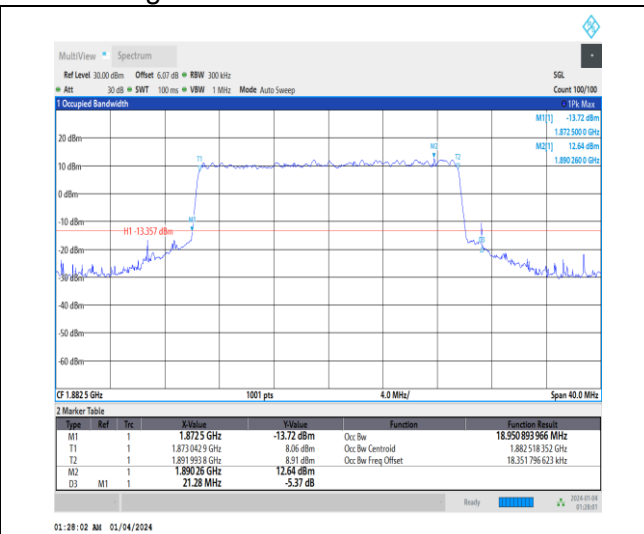 MultiView Spectrum
Ref Level 30.00 dBm Offset 6.07 dB RBW 300 kHz SGL
Att 30 dB SWT 100 ms VBW 1 MHz Mode Auto Sweep Count 100/100
1 Occupied Bandwidth 1Pk Max
M1[1] -13.72 dBm
1.872 500 0 GHz
M2[1] 12.64 dBm
1.890 260 0 GHz
20 dBm
M2
T1 T2
10 dBm
0 dBm
-10 dBm
M1
H1 -13.357 dBm
-20 dBm
-30 dBm
-40 dBm
-50 dBm
-60 dBm
CF 1.882 5 GHz 1001 pts 4.0 MHz/ Span 40.0 MHz
2 Marker Table
Type Ref Trc X-Value Y-Value Function Function Result
M1 1 1.872 5 GHz -13.72 dBm Occ Bw 18.950 893 966 MHz
T1 1 1.873 042 9 GHz 8.06 dBm Occ Bw Centroid 1.882 518 352 GHz
T2 1 1.891 993 8 GHz 8.91 dBm Occ Bw Freq Offset 18.351 796 623 kHz
M2 1 1.890 26 GHz 12.64 dBm
D3 M1 1 21.28 MHz -5.37 dB
Ready 2024-01-04
01:28:01
01:28:02 AM 01/04/2024